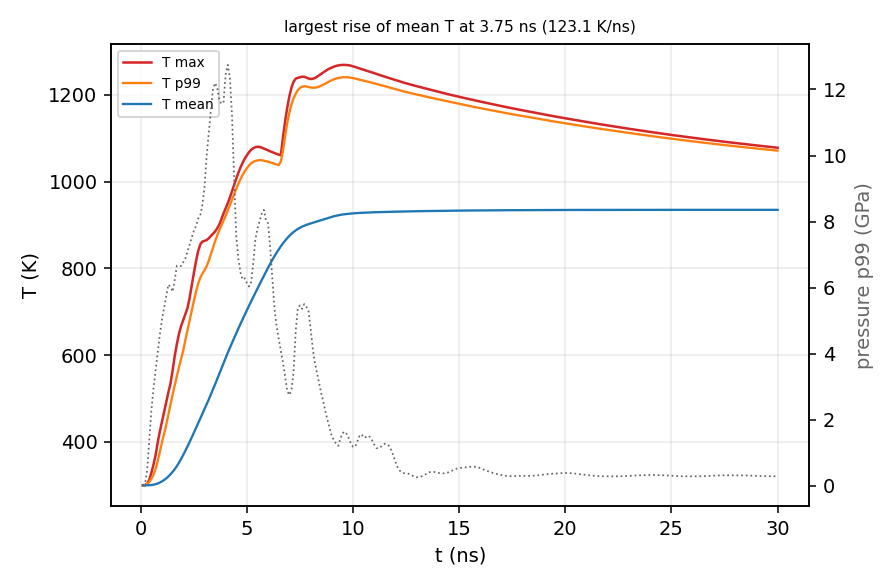 largest rise of mean T at 3.75 ns (123.1 K/ns)
T max
T p99
T mean
1200
1000
800
600
400
T (K)
12
10
8
6
4
2
0
pressure p99 (GPa)
0 5 10 15 20 25 30
t (ns)